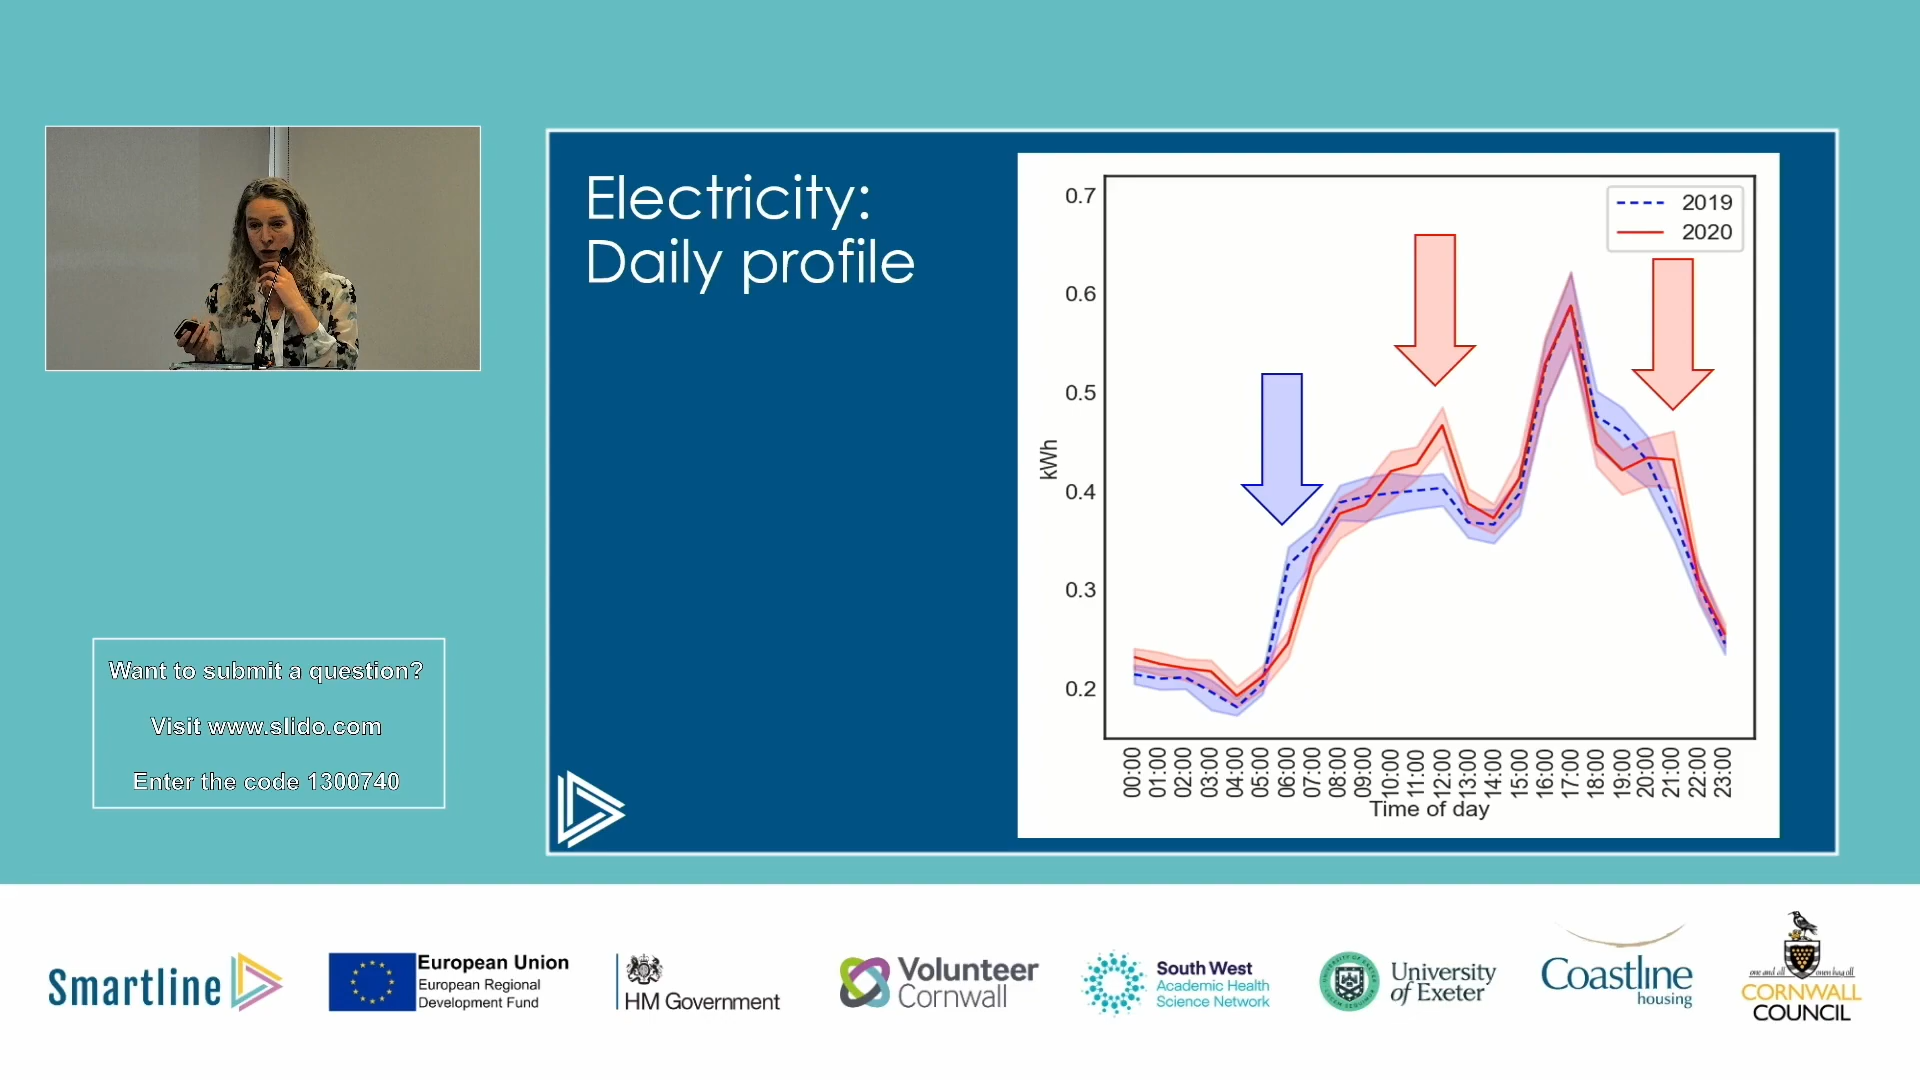 Electricity:
Daily profile
0.7
0.6
0.5
0.4
0.3
0.2
kWh
2019
2020
00:00
01:00
02:00
03:00
04:00
05:00
06:00
07:00
08:00
09:00
10:00
11:00
12:00
13:00
14:00
15:00
16:00
17:00
18:00
19:00
20:00
21:00
22:00
23:00
Time of day
Want to submit a question?
Visit www.slido.com
Enter the code 1300740
Smartline
European Union
European Regional
Development Fund
HM Government
Volunteer
Cornwall
South West
Academic Health
Science Network
University
of Exeter
Coastline
housing
one and all
CORNWALL
COUNCIL